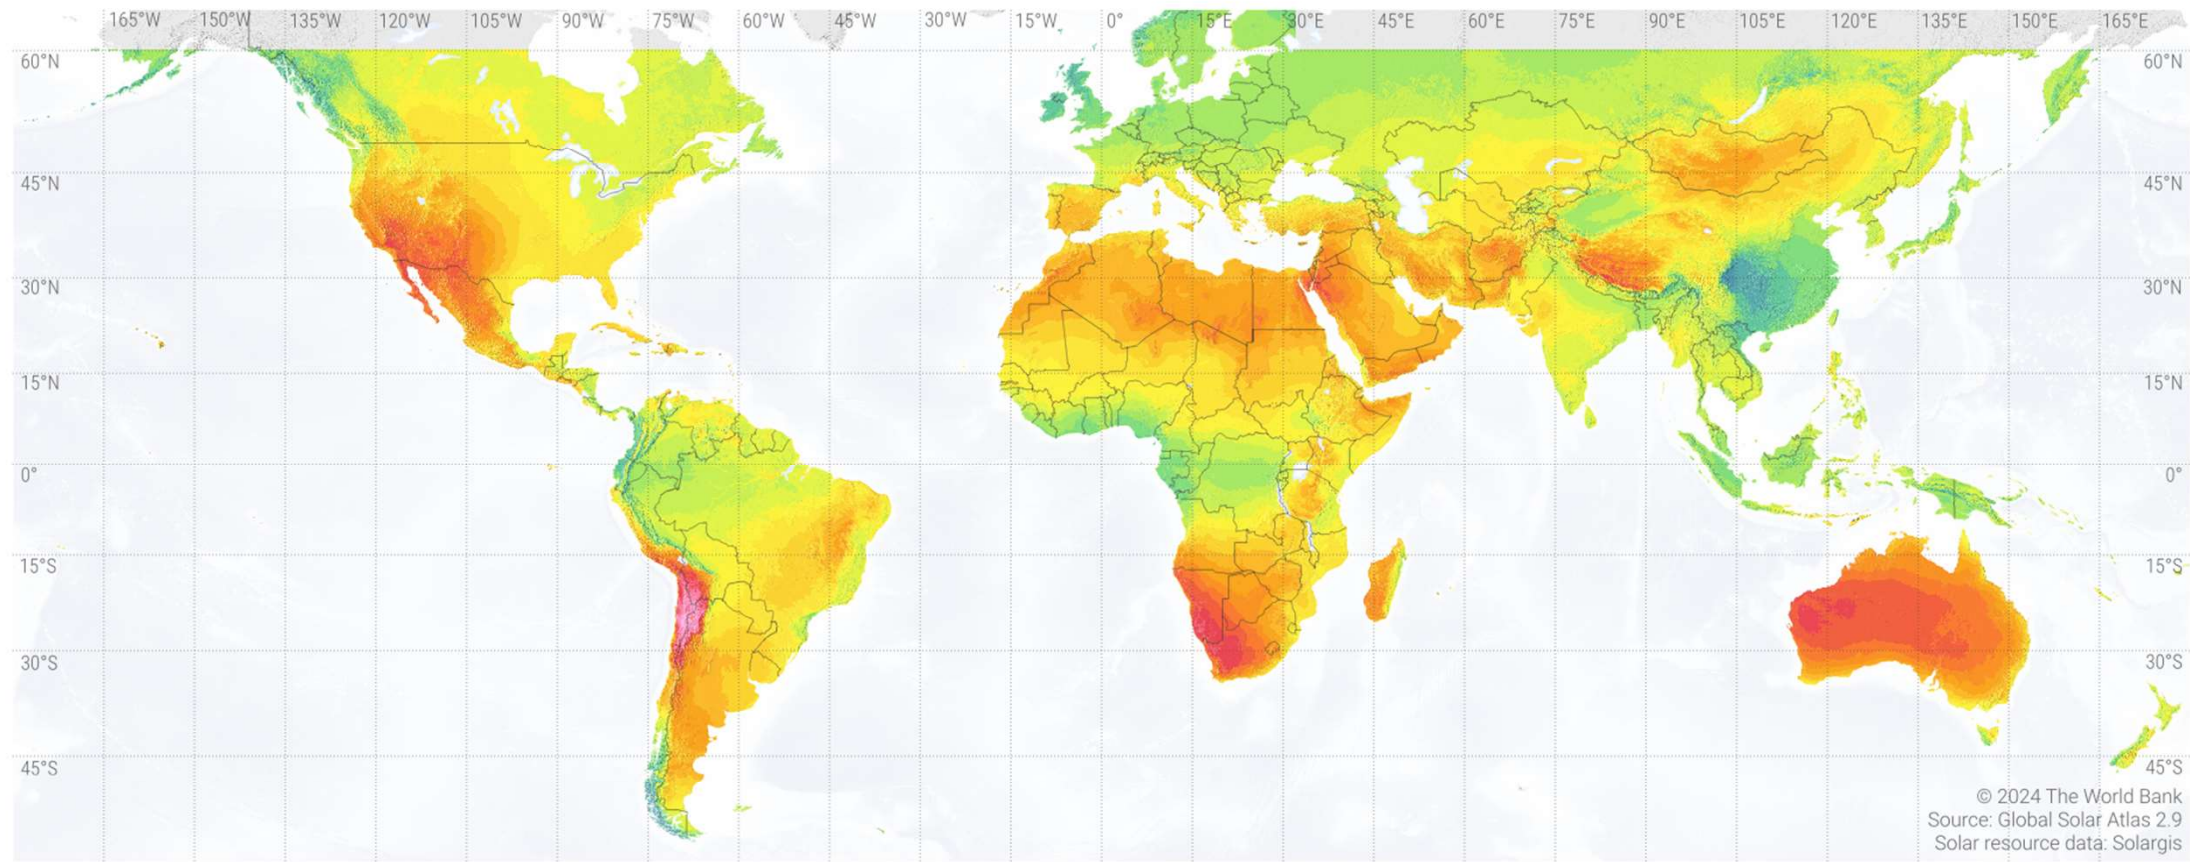 165°W 150°W 135°W 120°W 105°W 90°W 75°W 60°W 45°W 30°W 15°W 0° 15°E 30°E 45°E 60°E 75°E 90°E 105°E 120°E 135°E 150°E 165°E
60°N 60°N
45°N 45°N
30°N 30°N
15°N 15°N
0° 0°
15°S 15°S
30°S 30°S
45°S 45°S
© 2024 The World Bank
Source: Global Solar Atlas 2.9
Solar resource data: Solargis